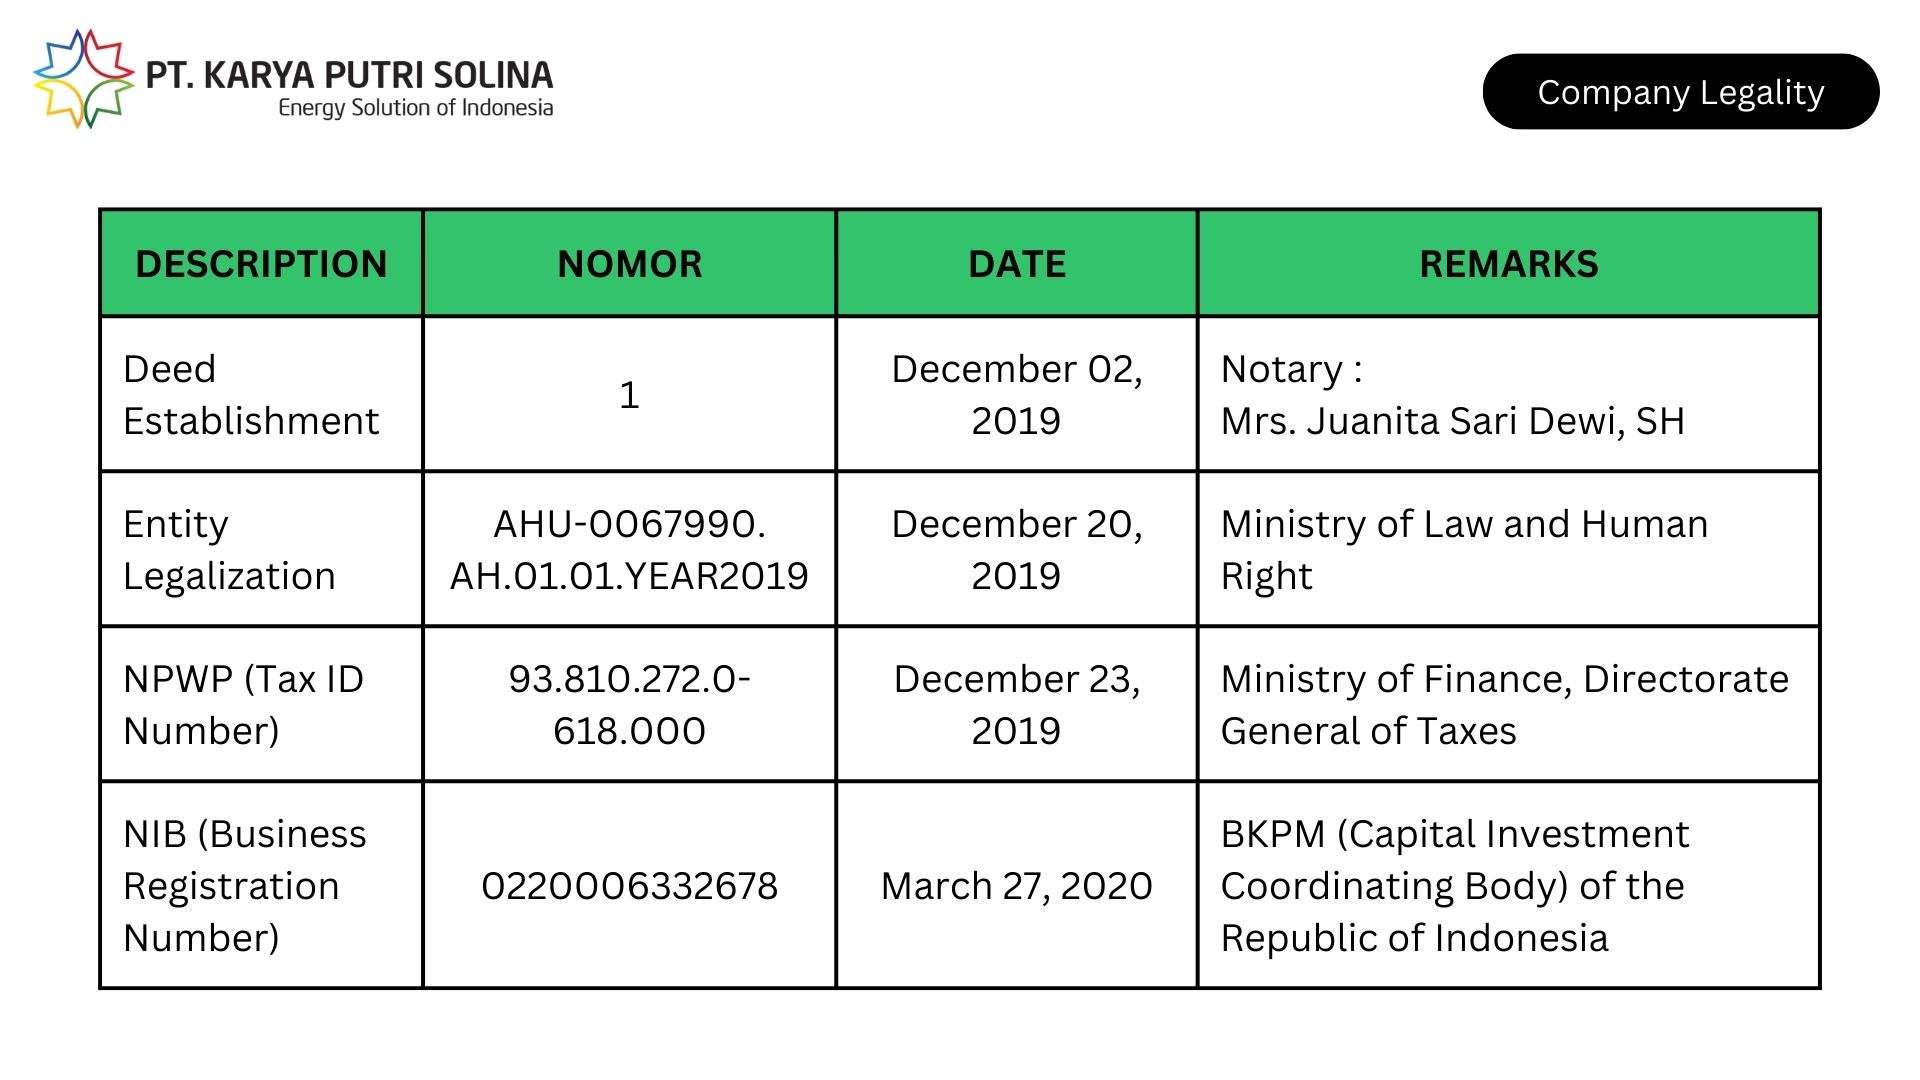 PT. KARYA PUTRI SOLINA
Energy Solution of Indonesia
Company Legality
DESCRIPTION NOMOR DATE REMARKS
Deed
Establishment
1
December 02,
2019
Notary :
Mrs. Juanita Sari Dewi, SH
Entity
Legalization
AHU-0067990.
AH.01.01.YEAR2019
December 20,
2019
Ministry of Law and Human
Right
NPWP (Tax ID
Number)
93.810.272.0-
618.000
December 23,
2019
Ministry of Finance, Directorate
General of Taxes
NIB (Business
Registration
Number)
0220006332678
March 27, 2020
BKPM (Capital Investment
Coordinating Body) of the
Republic of Indonesia